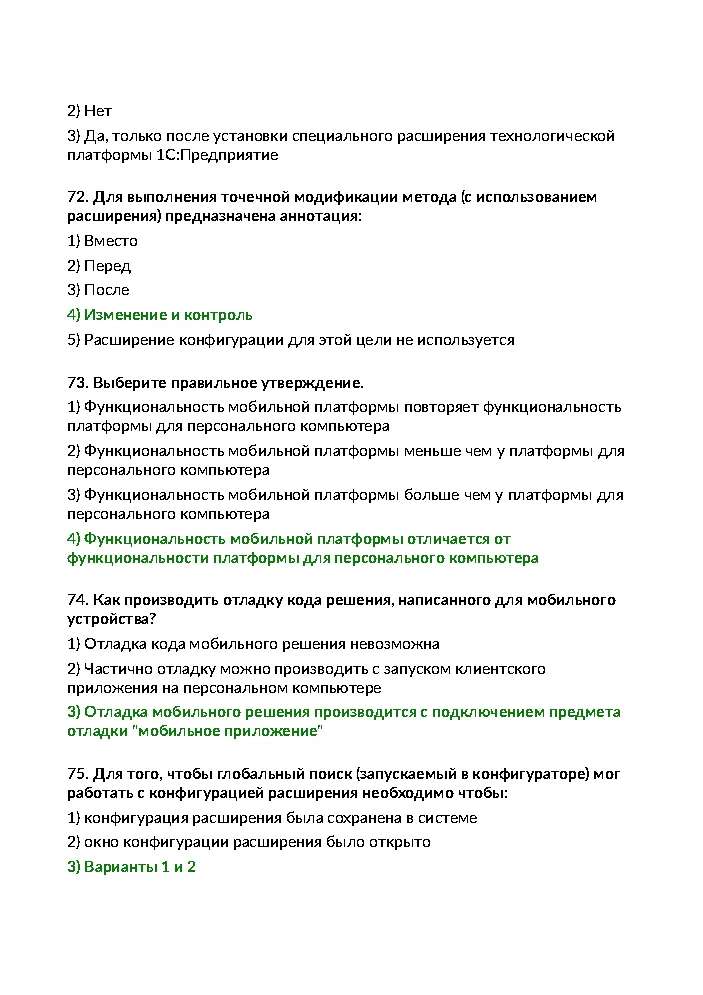 2) Нет
3) Да, только после установки специального расширения технологической
платформы 1С:Предприятие
72. Для выполнения точечной модификации метода (с использованием
расширения) предназначена аннотация:
1) Вместо
2) Перед
3) После
4) Изменение и контроль
5) Расширение конфигурации для этой цели не используется
73. Выберите правильное утверждение.
1) Функциональность мобильной платформы повторяет функциональность
платформы для персонального компьютера
2) Функциональность мобильной платформы меньше чем у платформы для
персонального компьютера
3) Функциональность мобильной платформы больше чем у платформы для
персонального компьютера
4) Функциональность мобильной платформы отличается от
функциональности платформы для персонального компьютера
74. Как производить отладку кода решения, написанного для мобильного
устройства?
1) Отладка кода мобильного решения невозможна
2) Частично отладку можно производить с запуском клиентского
приложения на персональном компьютере
3) Отладка мобильного решения производится с подключением предмета
отладки "мобильное приложение"
75. Для того, чтобы глобальный поиск (запускаемый в конфигураторе) мог
работать с конфигурацией расширения необходимо чтобы:
1) конфигурация расширения была сохранена в системе
2) окно конфигурации расширения было открыто
3) Варианты 1 и 2